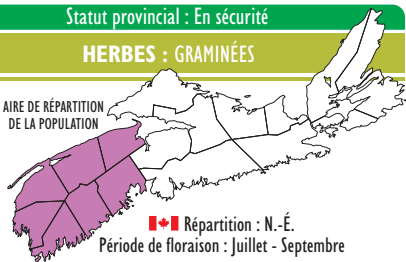 Statut provincial : En sécurité
HERBES : GRAMINÉES
AIRE DE RÉPARTITION
DE LA POPULATION
Répartition : N.-É.
Période de floraison : Juillet - Septembre